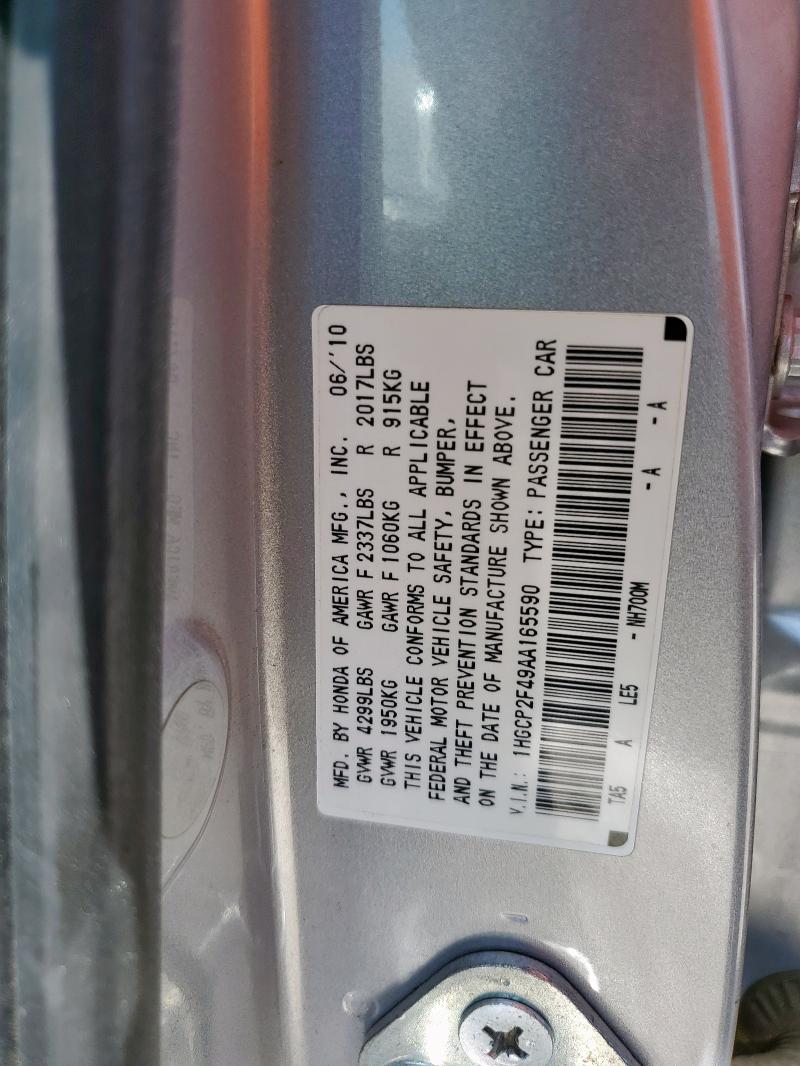 MFD. BY HONDA OF AMERICA MFG., INC. 06/'10
GVWR 4299LBS GAWR F 2337LBS R 2017LBS
GVWR 1950KG GAWR F 1060KG R 915KG
THIS VEHICLE CONFORMS TO ALL APPLICABLE
FEDERAL MOTOR VEHICLE SAFETY, BUMPER,
AND THEFT PREVENTION STANDARDS IN EFFECT
ON THE DATE OF MANUFACTURE SHOWN ABOVE.
V.I.N.: 1HGCP2F49AA165590 TYPE: PASSENGER CAR
TA5 A LE5 - NH700M - A - A